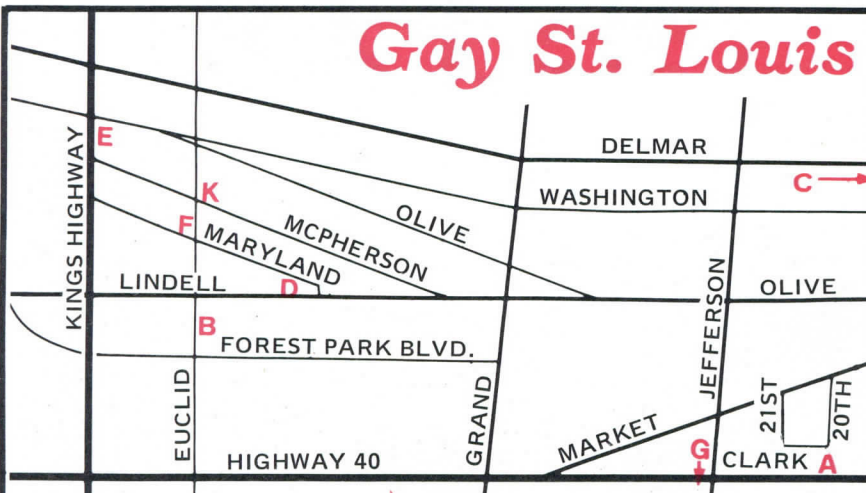 Gay St. Louis
DELMAR
E
C
K
WASHINGTON
KINGS HIGHWAY
OLIVE
F
MCPHERSON
MARYLAND
LINDELL
D
OLIVE
B
JEFFERSON
FOREST PARK BLVD.
EUCLID
GRAND
21ST
20TH
MARKET
G
CLARK
A
HIGHWAY 40